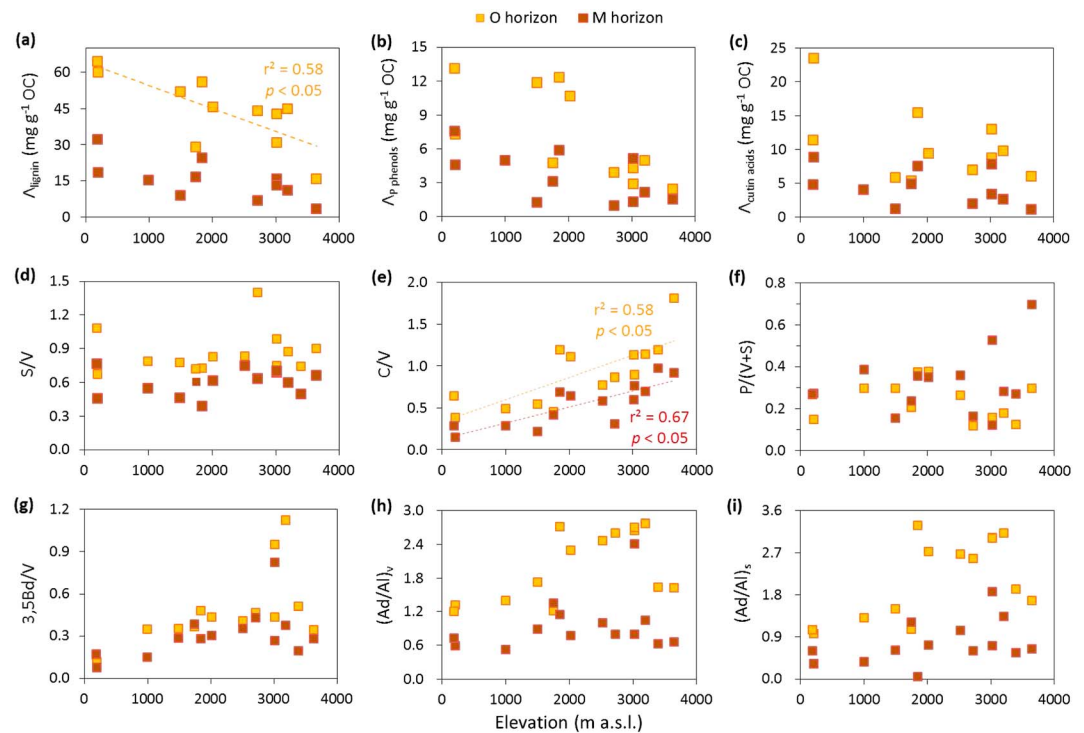 O horizon M horizon
(a)
Λlignin (mg g⁻¹ OC)
60
45
30
15
0
r² = 0.58
p < 0.05
0 1000 2000 3000 4000
(b)
ΛP phenols (mg g⁻¹ OC)
15
12
9
6
3
0
0 1000 2000 3000 4000
(c)
Λcutin acids (mg g⁻¹ OC)
25
20
15
10
5
0
0 1000 2000 3000 4000
(d)
S/V
1.5
1.2
0.9
0.6
0.3
0.0
0 1000 2000 3000 4000
(e)
C/V
2.0
1.5
1.0
0.5
0.0
r² = 0.58
p < 0.05
r² = 0.67
p < 0.05
0 1000 2000 3000 4000
(f)
P/(V+S)
0.8
0.6
0.4
0.2
0.0
0 1000 2000 3000 4000
(g)
3,5Bd/V
1.2
0.9
0.6
0.3
0.0
0 1000 2000 3000 4000
(h)
(Ad/Al)v
3.0
2.4
1.8
1.2
0.6
0.0
0 1000 2000 3000 4000
(i)
(Ad/Al)s
3.6
2.7
1.8
0.9
0.0
0 1000 2000 3000 4000
Elevation (m a.s.l.)